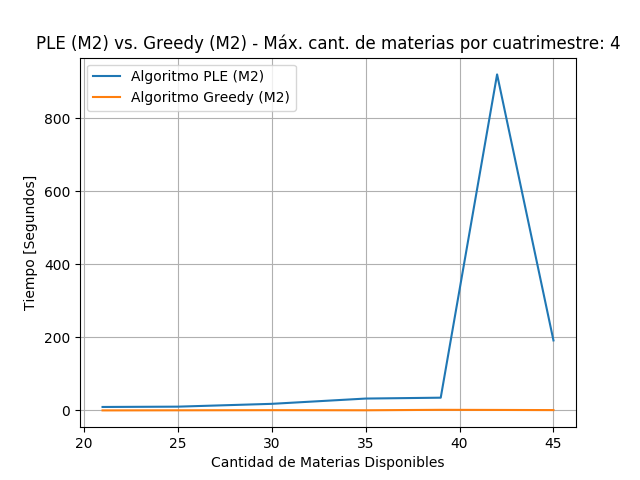 PLE (M2) vs. Greedy (M2) - Máx. cant. de materias por cuatrimestre: 4
Algoritmo PLE (M2)
Algoritmo Greedy (M2)
800
600
400
200
0
Tiempo [Segundos]
20 25 30 35 40 45
Cantidad de Materias Disponibles